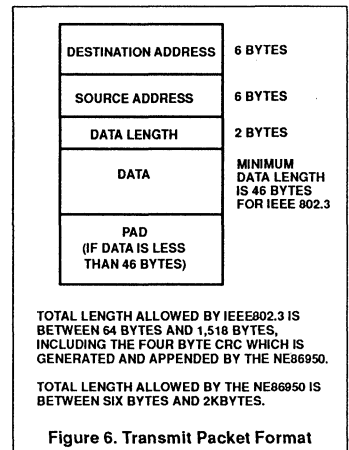 DESTINATION ADDRESS 6 BYTES
SOURCE ADDRESS 6 BYTES
DATA LENGTH 2 BYTES
DATA
MINIMUM
DATA LENGTH
IS 46 BYTES
FOR IEEE 802.3
PAD
(IF DATA IS LESS
THAN 46 BYTES)
TOTAL LENGTH ALLOWED BY IEEE802.3 IS
BETWEEN 64 BYTES AND 1,518 BYTES,
INCLUDING THE FOUR BYTE CRC WHICH IS
GENERATED AND APPENDED BY THE NE86950.
TOTAL LENGTH ALLOWED BY THE NE86950 IS
BETWEEN SIX BYTES AND 2KBYTES.
Figure 6. Transmit Packet Format